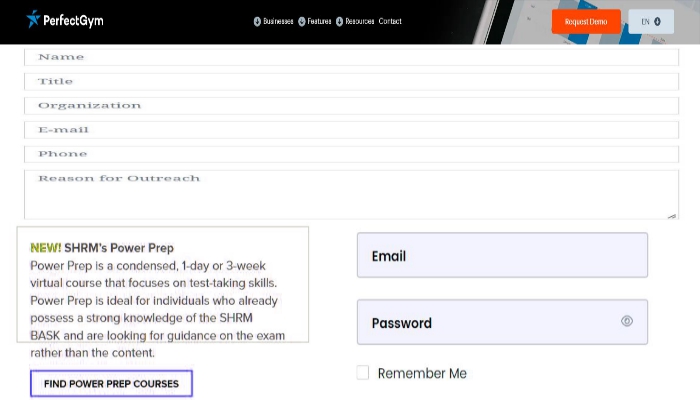 PerfectGym
Businesses Features Resources Contact
Request Demo
EN
Name
Title
Organization
E-mail
Phone
Reason for Outreach
NEW! SHRM's Power Prep
Power Prep is a condensed, 1-day or 3-week
virtual course that focuses on test-taking skills.
Power Prep is ideal for individuals who already
possess a strong knowledge of the SHRM
BASK and are looking for guidance on the exam
rather than the content.
FIND POWER PREP COURSES
Email
Password
Remember Me